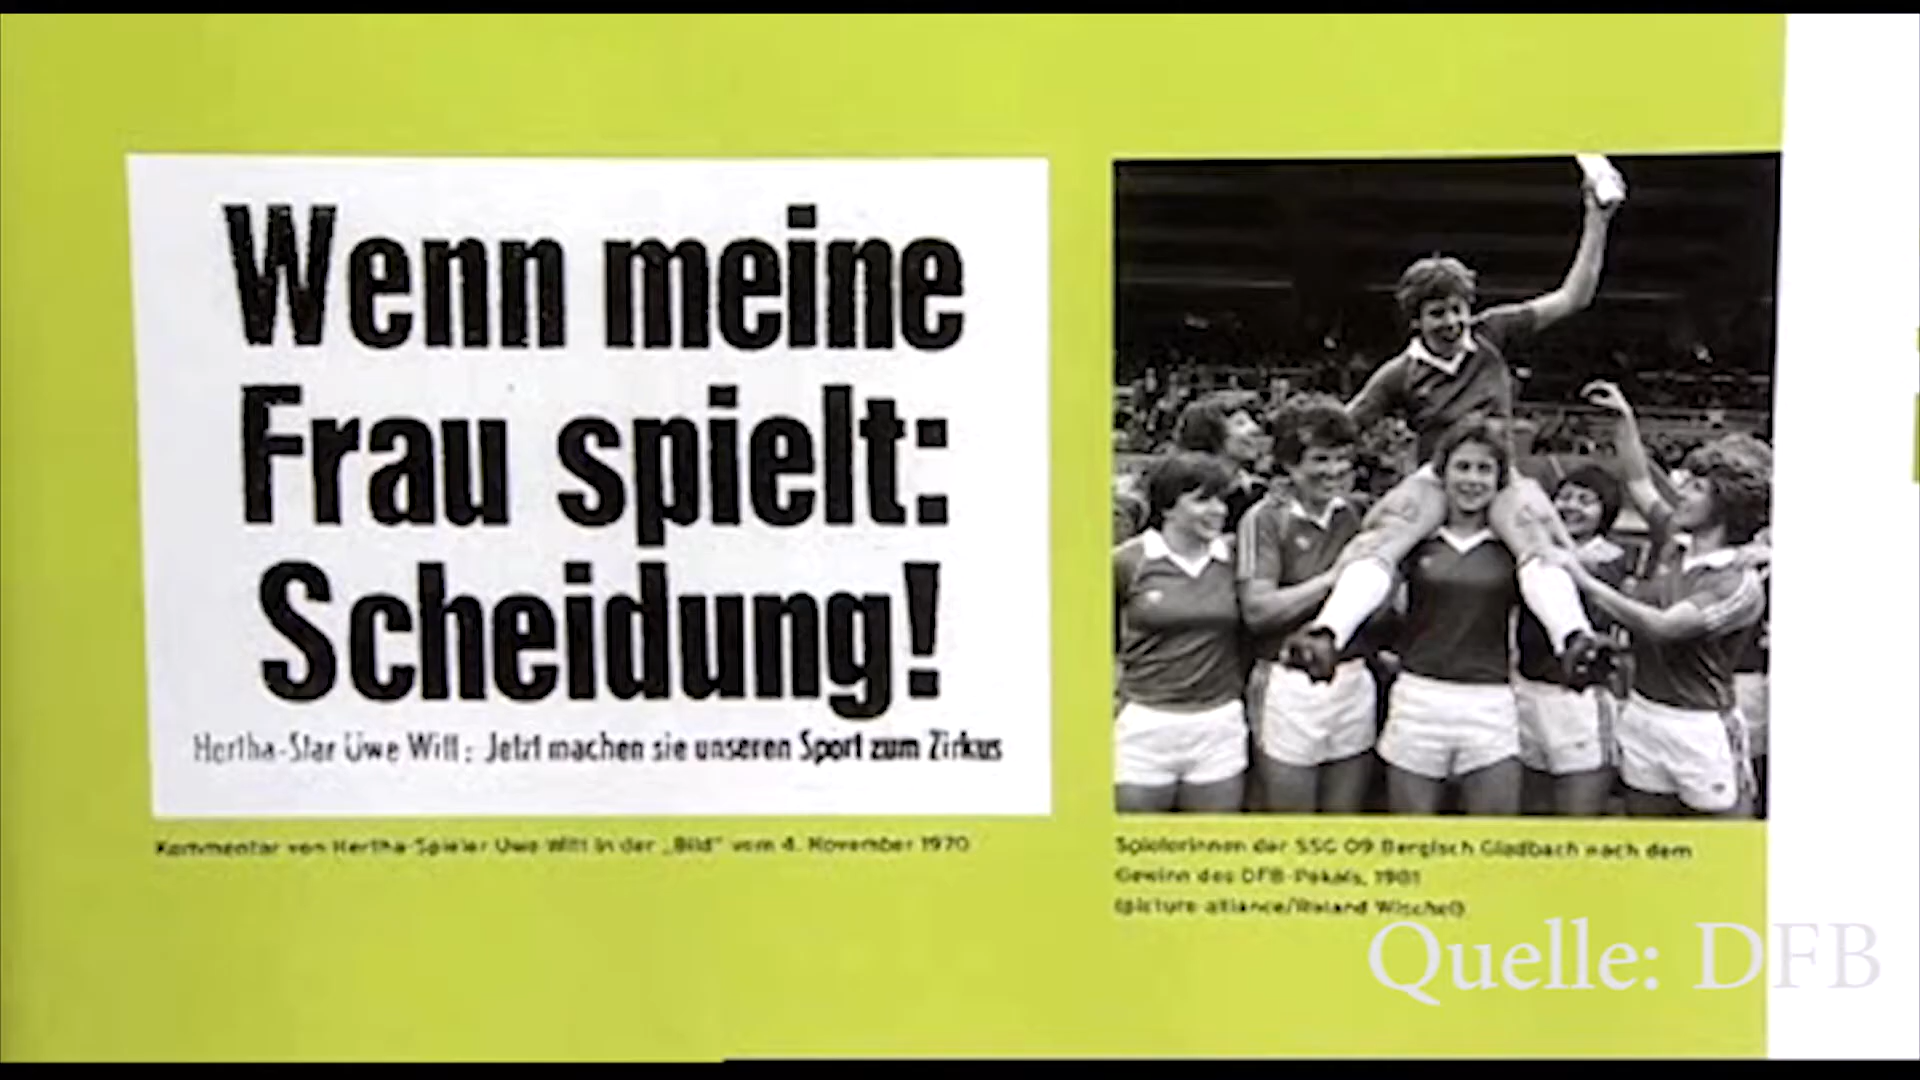 Wenn meine
Frau spielt:
Scheidung!
Hertha-Star Uwe Witt: Jetzt machen sie unseren Sport zum Zirkus
Kommentar von Hertha-Spieler Uwe Witt in der „Bild“ vom 4. November 1970
Spielerinnen der SSG 09 Bergisch Gladbach nach dem
Gewinn des DFB-Pokals, 1981
(picture-alliance/Roland Witschel)
Quelle: DFB